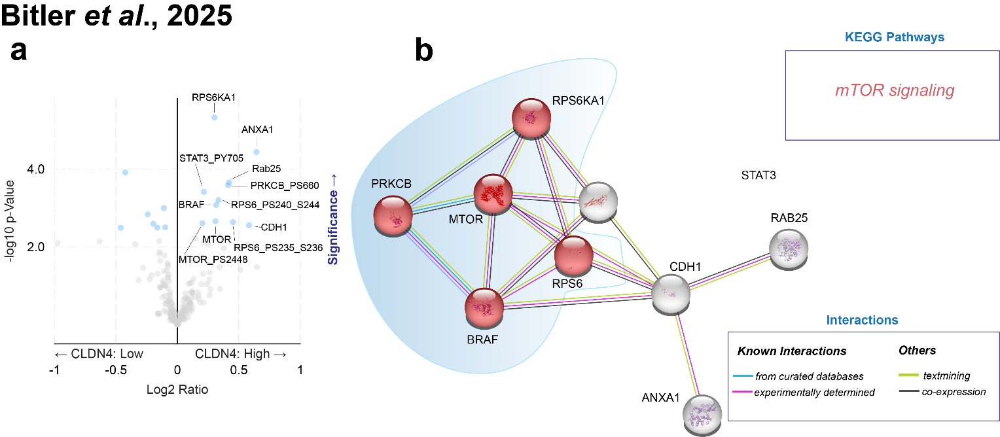 Bitler et al., 2025
a
RPS6KA1
ANXA1
STAT3_PY705
Rab25
4.0
PRKCB_PS660
BRAF
RPS6_PS240_S244
CDH1
MTOR
2.0
RPS6_PS235_S236
MTOR_PS2448
-log10 p-Value
Significance →
← CLDN4: Low
CLDN4: High →
-1
-0.5
0
0.5
1
Log2 Ratio
b
KEGG Pathways
mTOR signaling
RPS6KA1
STAT3
PRKCB
MTOR
RAB25
CDH1
RPS6
BRAF
ANXA1
Interactions
Known Interactions
Others
from curated databases
textmining
experimentally determined
co-expression